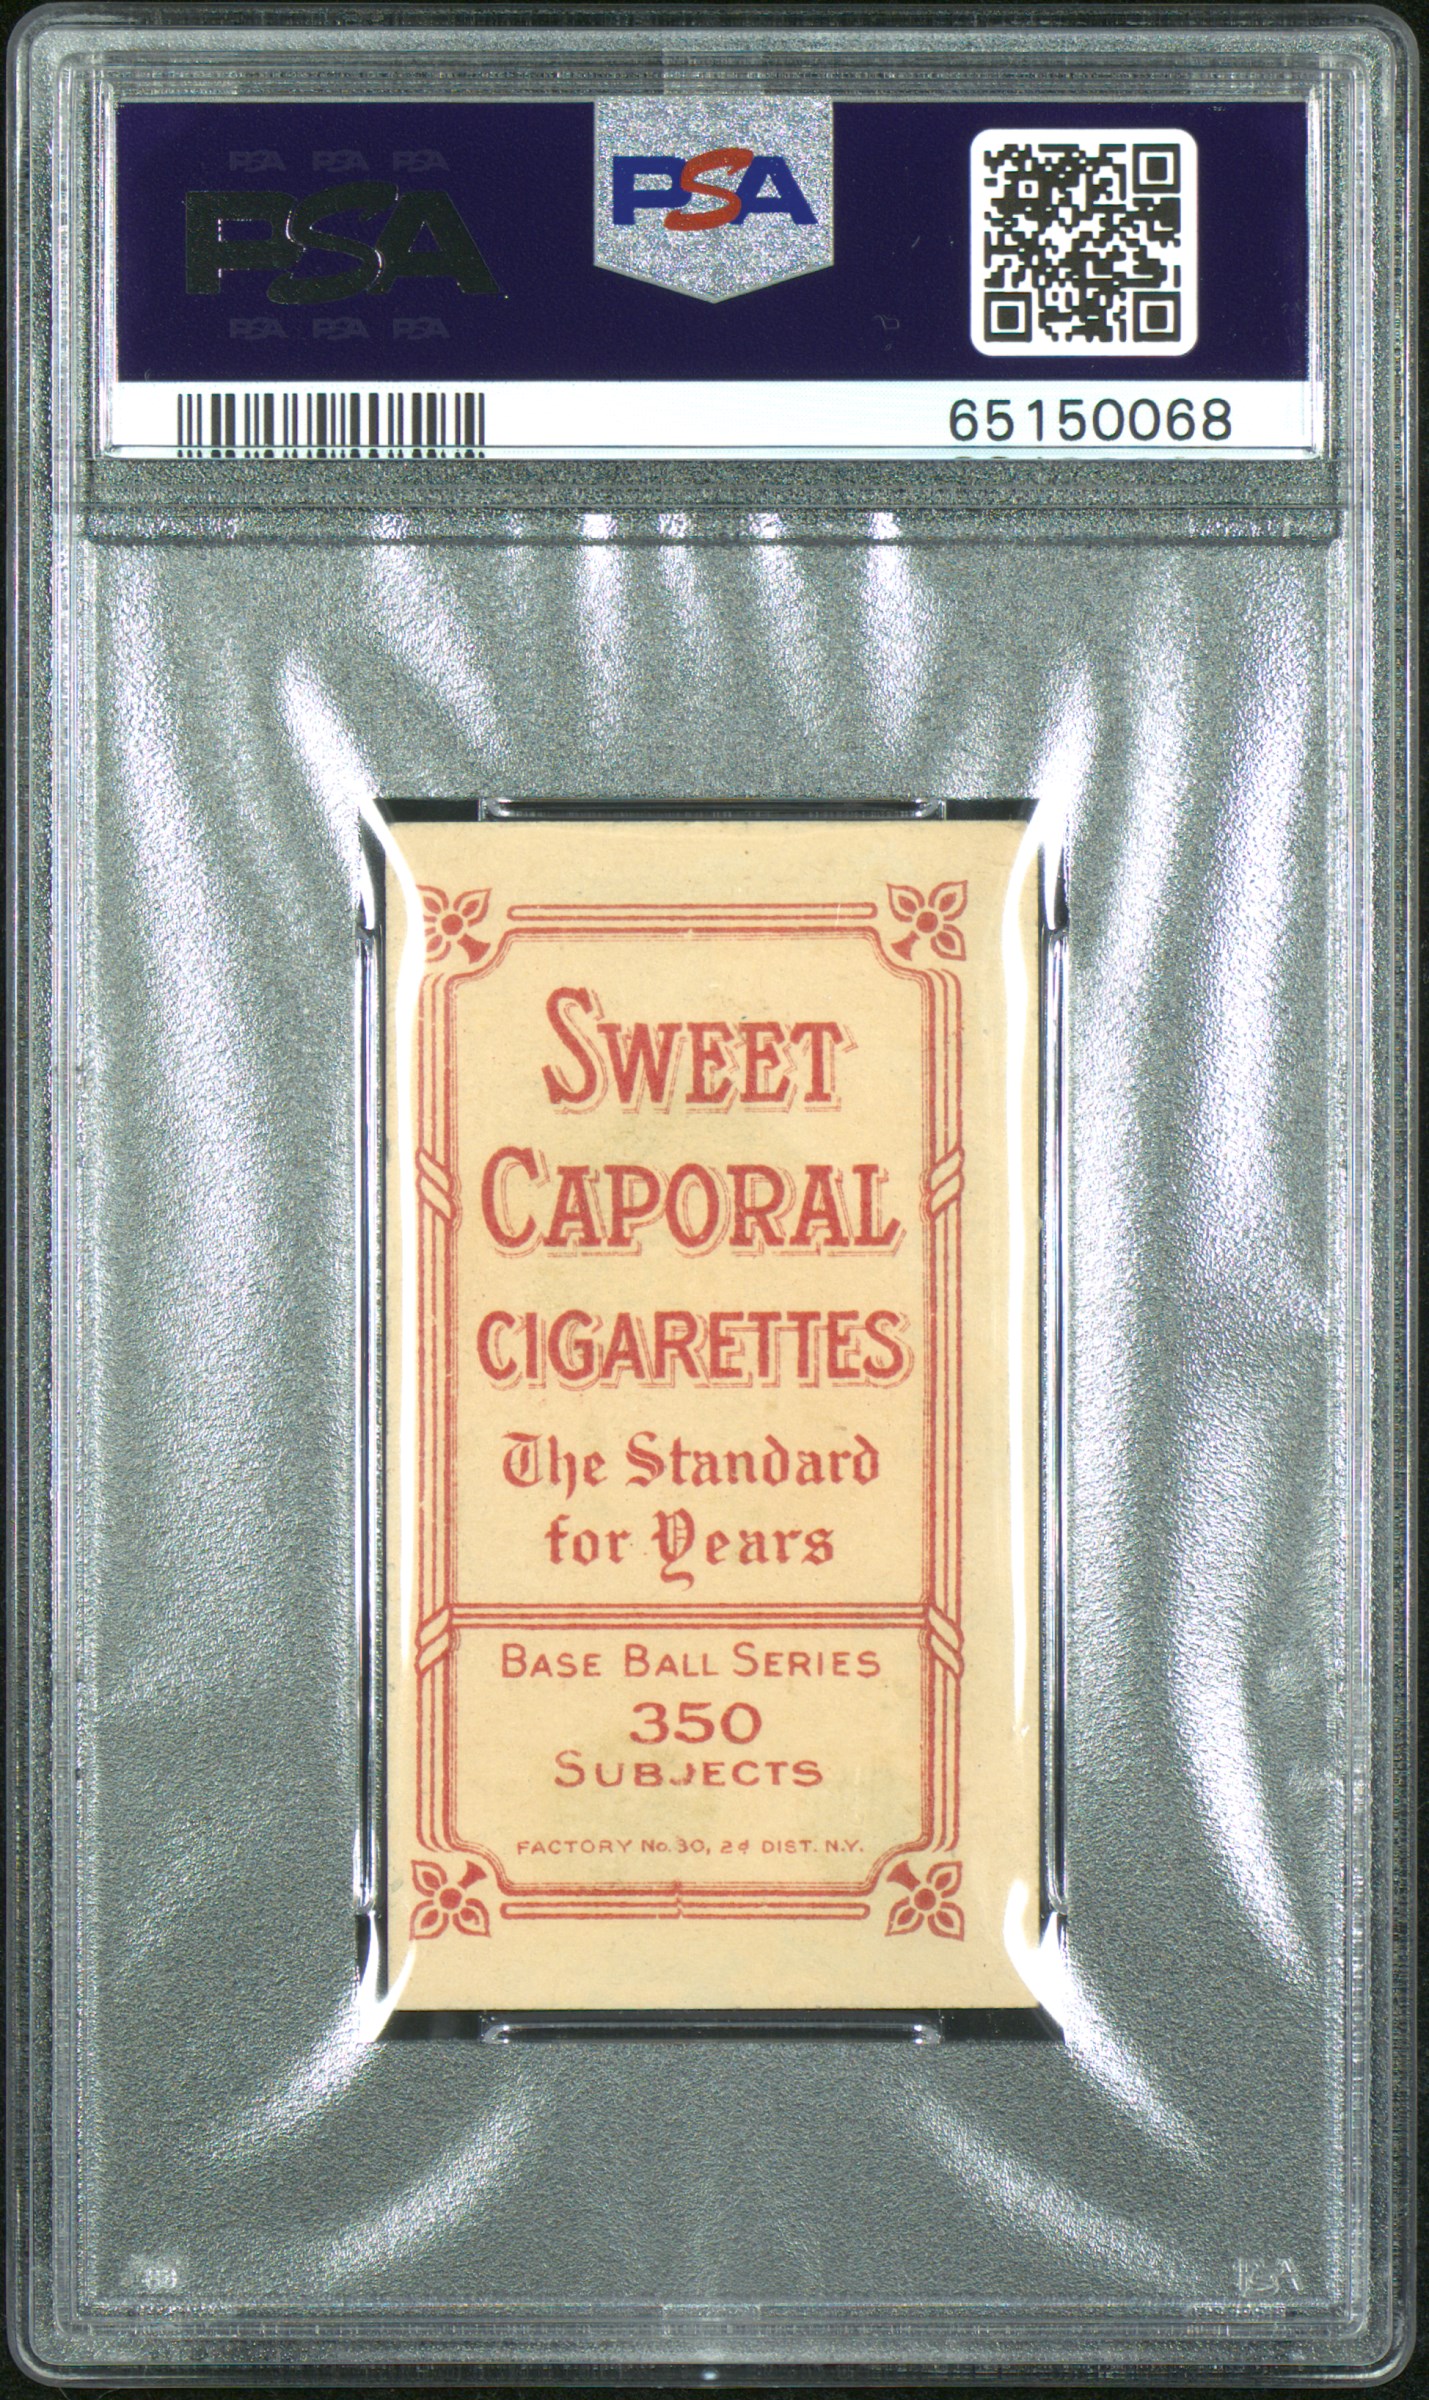 PSA PSA PSA
PSA
PSA PSA PSA
PSA
65150068
SWEET
CAPORAL
CIGARETTES
The Standard
for Years
BASE BALL SERIES
350
SUBJECTS
FACTORY No. 30, 2d DIST. N.Y.
PSA